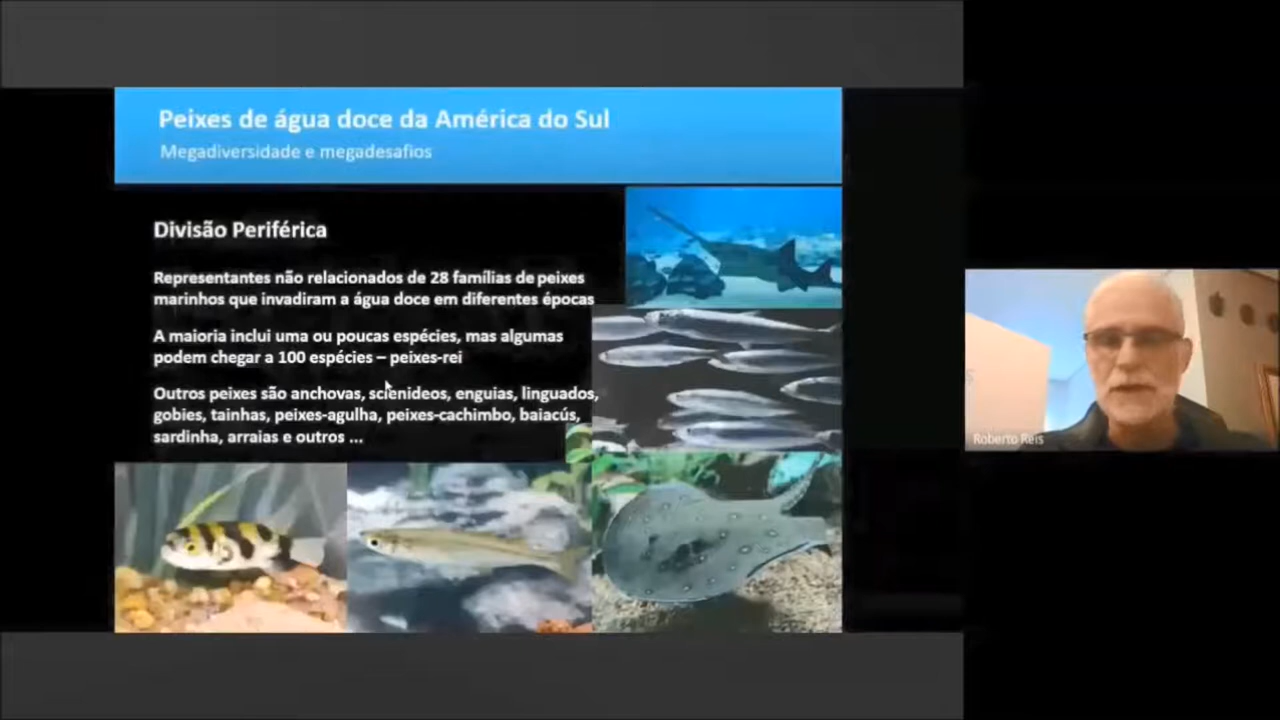 Peixes de água doce da América do Sul
Megadiversidade e megadesafios
Divisão Periférica
Representantes não relacionados de 28 famílias de peixes
marinhos que invadiram a água doce em diferentes épocas
A maioria inclui uma ou poucas espécies, mas algumas
podem chegar a 100 espécies – peixes-rei
Outros peixes são anchovas, scienideos, enguias, linguados,
gobies, tainhas, peixes-agulha, peixes-cachimbo, baiacús,
sardinha, arraias e outros ...
Roberto Reis